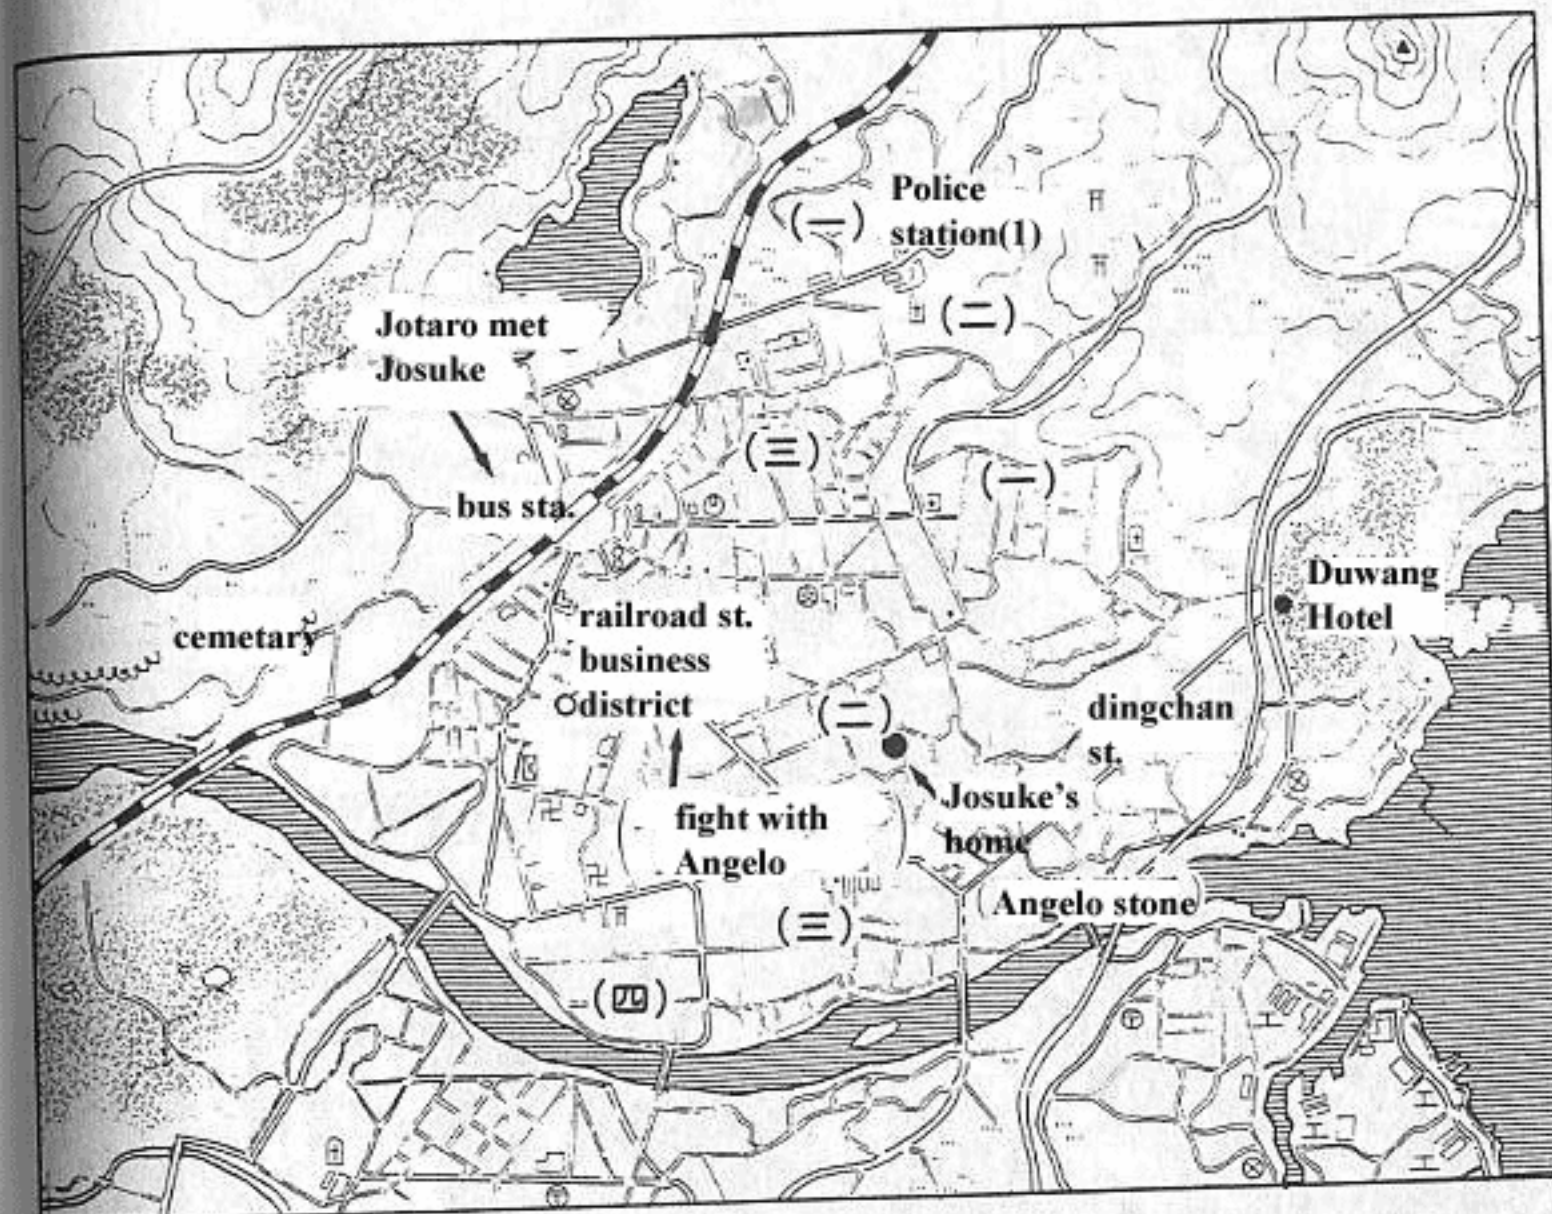 Police
station(1)
(一)
(二)
Jotaro met
Josuke
(三)
(一)
bus sta.
Duwang
Hotel
cemetary
railroad st.
business
district
(二)
dingchan
st.
Josuke's
home
fight with
Angelo
Angelo stone
(三)
(四)